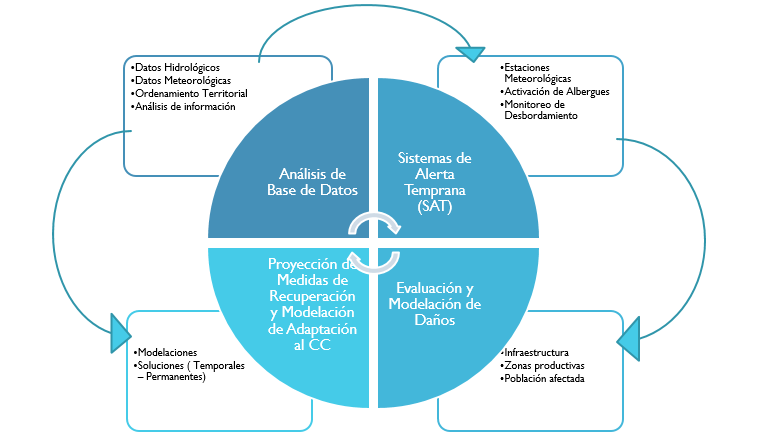 •Datos Hidrológicos
•Datos Meteorológicas
•Ordenamiento Territorial
•Análisis de información
•Estaciones
Meteorológicas
•Activación de Albergues
•Monitoreo de
Desbordamiento
Análisis de
Base de Datos
Sistemas de
Alerta
Temprana
(SAT)
Proyección de
Medidas de
Recuperación
y Modelación
de Adaptación
al CC
Evaluación y
Modelación de
Daños
•Modelaciones
•Soluciones ( Temporales
– Permanentes)
•Infraestructura
•Zonas productivas
•Población afectada